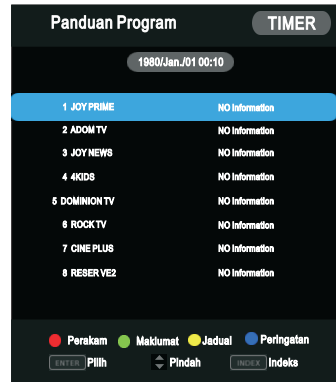 Panduan Program TIMER
1980/Jan./01 00:10
1 JOY PRIME NO Information
2 ADOM TV NO Information
3 JOY NEWS NO Information
4 4KIDS NO Information
5 DOMINION TV NO Information
6 ROCK TV NO Information
7 CINE PLUS NO Information
8 RESER VE2 NO Information
Perakam Maklumat Jadual Peringatan
ENTER Pilih Pindah INDEX Indeks